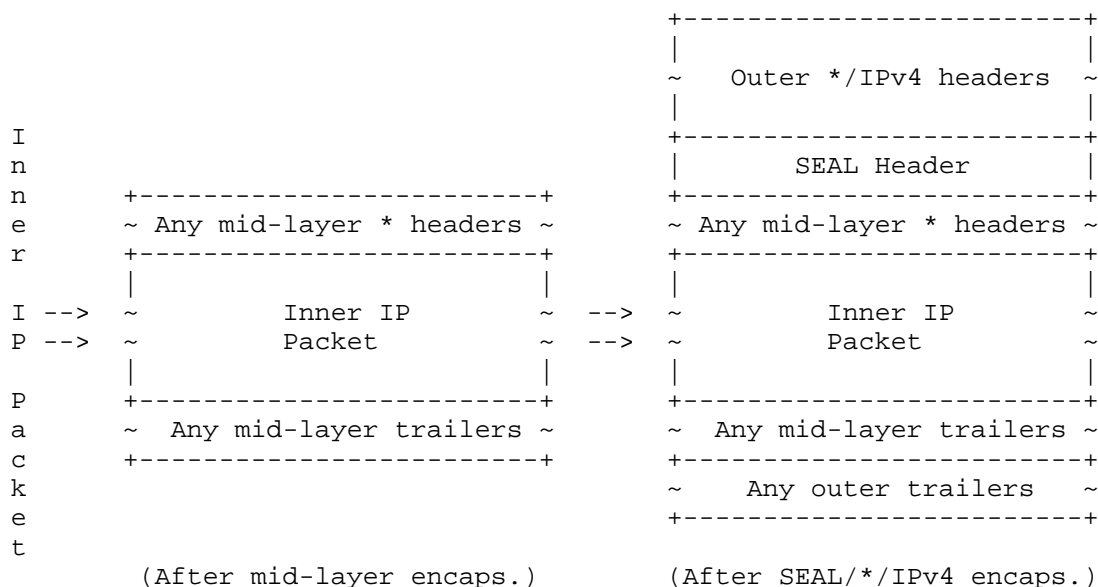 +-------------------------+
                                          |                         |
                                          ~   Outer */IPv4 headers  ~
                                          |                         |
I                                         +-------------------------+
n                                         |       SEAL Header       |
n       +-------------------------+       +-------------------------+
e       ~ Any mid-layer * headers ~       ~ Any mid-layer * headers ~
r       +-------------------------+       +-------------------------+
        |                         |       |                         |
I -->   ~         Inner IP        ~  -->  ~         Inner IP        ~
P -->   ~         Packet          ~  -->  ~         Packet          ~
        |                         |       |                         |
P       +-------------------------+       +-------------------------+
a       ~  Any mid-layer trailers ~       ~  Any mid-layer trailers ~
c       +-------------------------+       +-------------------------+
k                                         ~    Any outer trailers   ~
e                                         +-------------------------+
t
        (After mid-layer encaps.)         (After SEAL/*/IPv4 encaps.)